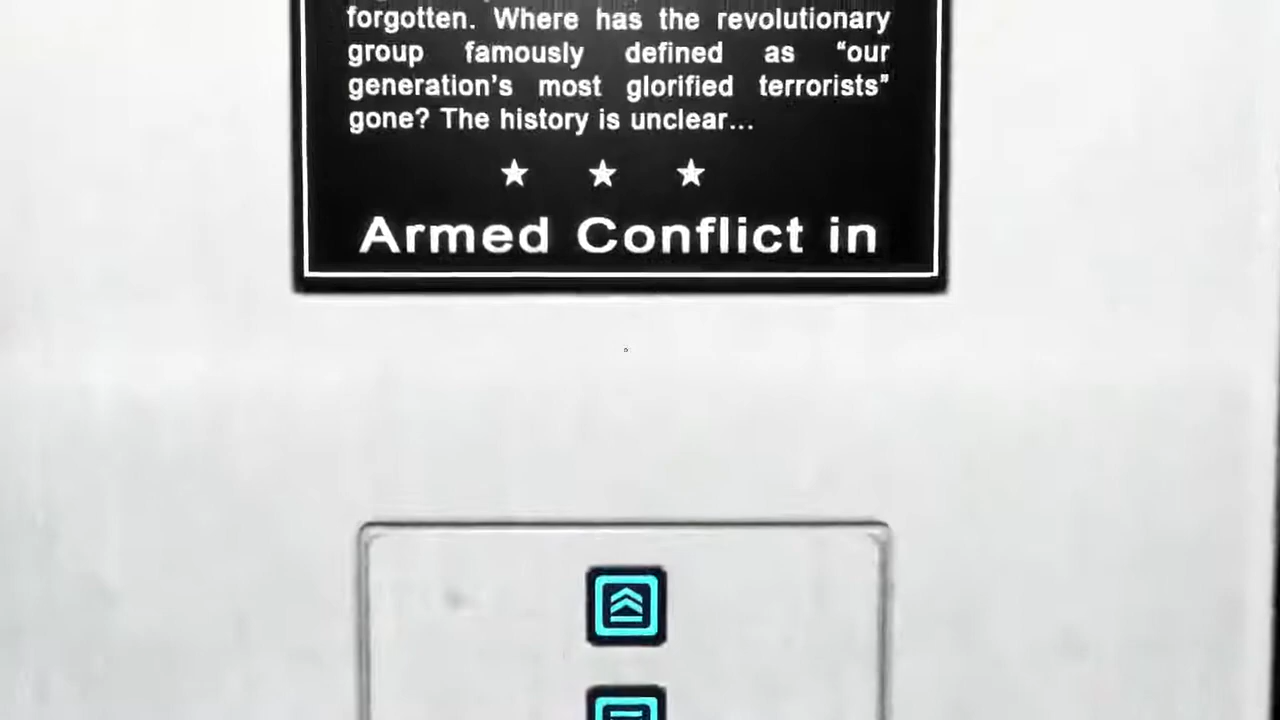 forgotten. Where has the revolutionary
group famously defined as “our
generation’s most glorified terrorists”
gone? The history is unclear...
★ ★ ★
Armed Conflict in